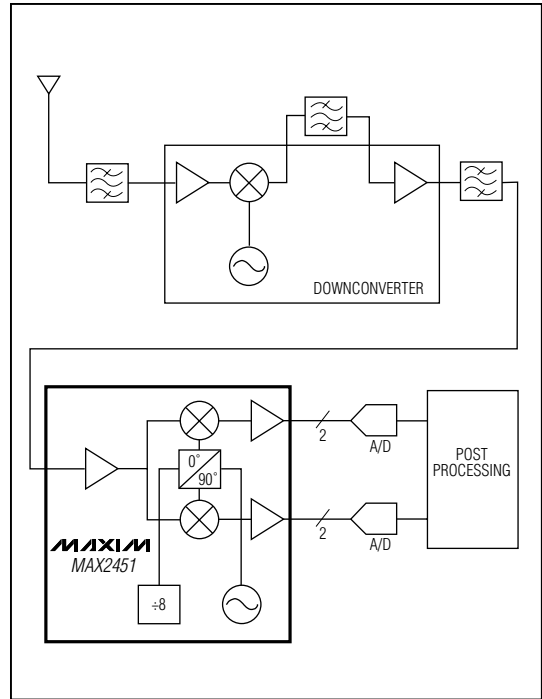 DOWNCONVERTER
2
A/D
0°
90°
POST
PROCESSING
2
A/D
MAXIM
MAX2451
÷8